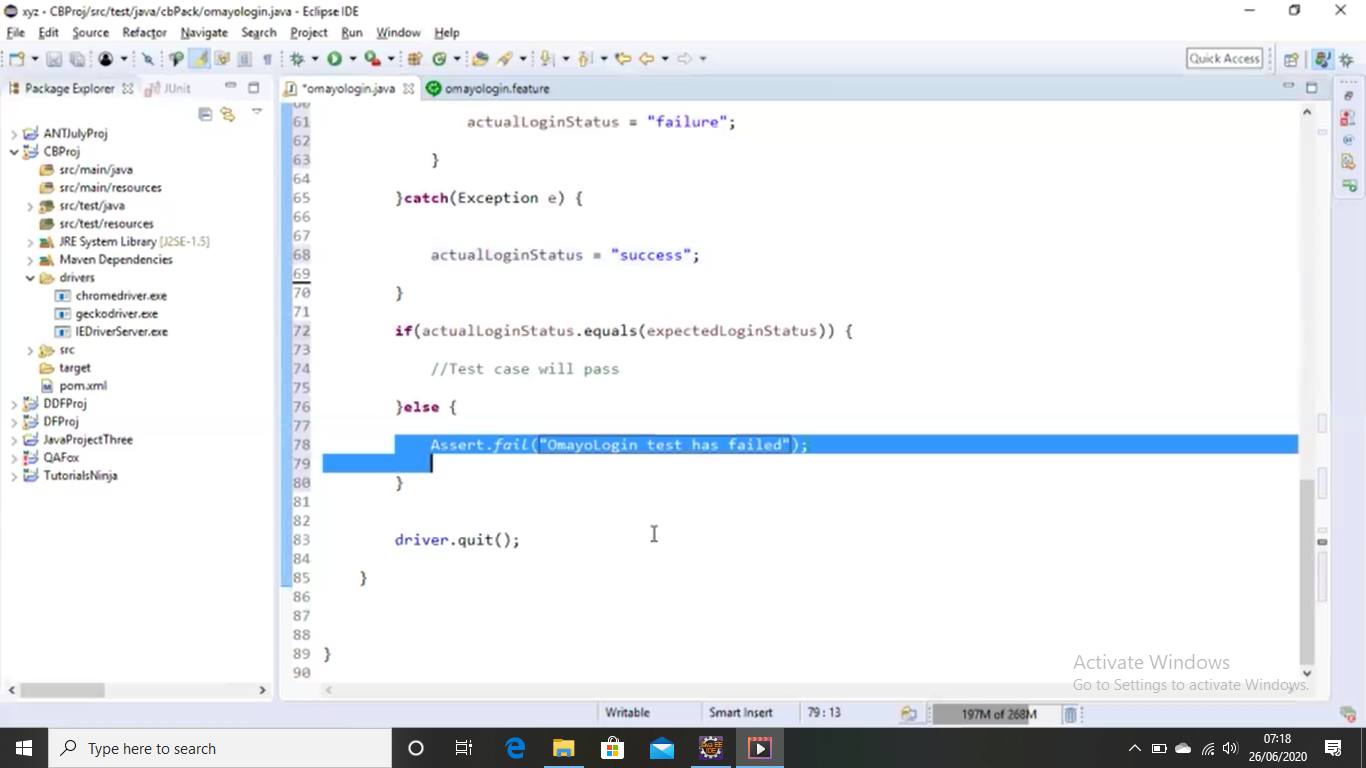 xyz - CBProj/src/test/java/cbPack/omayologin.java - Eclipse IDE
File Edit Source Refactor Navigate Search Project Run Window Help
Quick Access
Package Explorer JUnit
*omayologin.java omayologin.feature
ANTJulyProj
CBProj
src/main/java
src/main/resources
src/test/java
src/test/resources
JRE System Library [J2SE-1.5]
Maven Dependencies
drivers
chromedriver.exe
geckodriver.exe
IEDriverServer.exe
src
target
pom.xml
DDFProj
DFProj
JavaProjectThree
QAFox
TutorialsNinja
61 actualLoginStatus = "failure";
62
63 }
64
65 }catch(Exception e) {
66
67
68 actualLoginStatus = "success";
69
70 }
71
72 if(actualLoginStatus.equals(expectedLoginStatus)) {
73
74 //Test case will pass
75
76 }else {
77
78 Assert.fail("OmayoLogin test has failed");
79
80 }
81
82
83 driver.quit();
84
85 }
86
87
88
89 }
90
Activate Windows
Go to Settings to activate Windows.
Writable Smart Insert 79 : 13 197M of 268M
Type here to search
07:18
26/06/2020